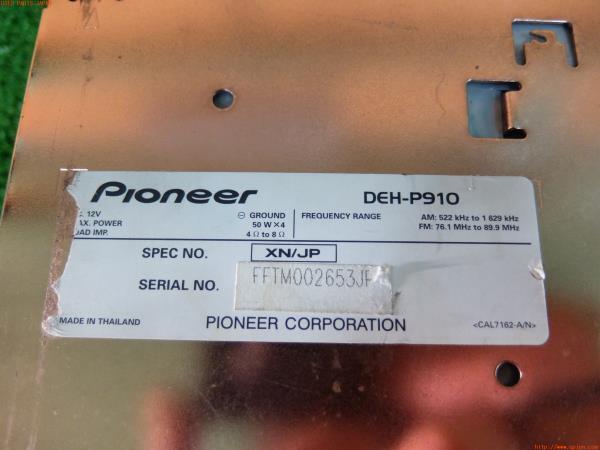 Pioneer DEH-P910
12V ⊖ GROUND FREQUENCY RANGE AM: 522 kHz to 1 629 kHz
AX. POWER 50 W×4 FM: 76.1 MHz to 89.9 MHz
OAD IMP. 4 Ω to 8 Ω
SPEC NO. XN/JP
SERIAL NO. FFTM002653JP
MADE IN THAILAND PIONEER CORPORATION <CAL7162-A/N>